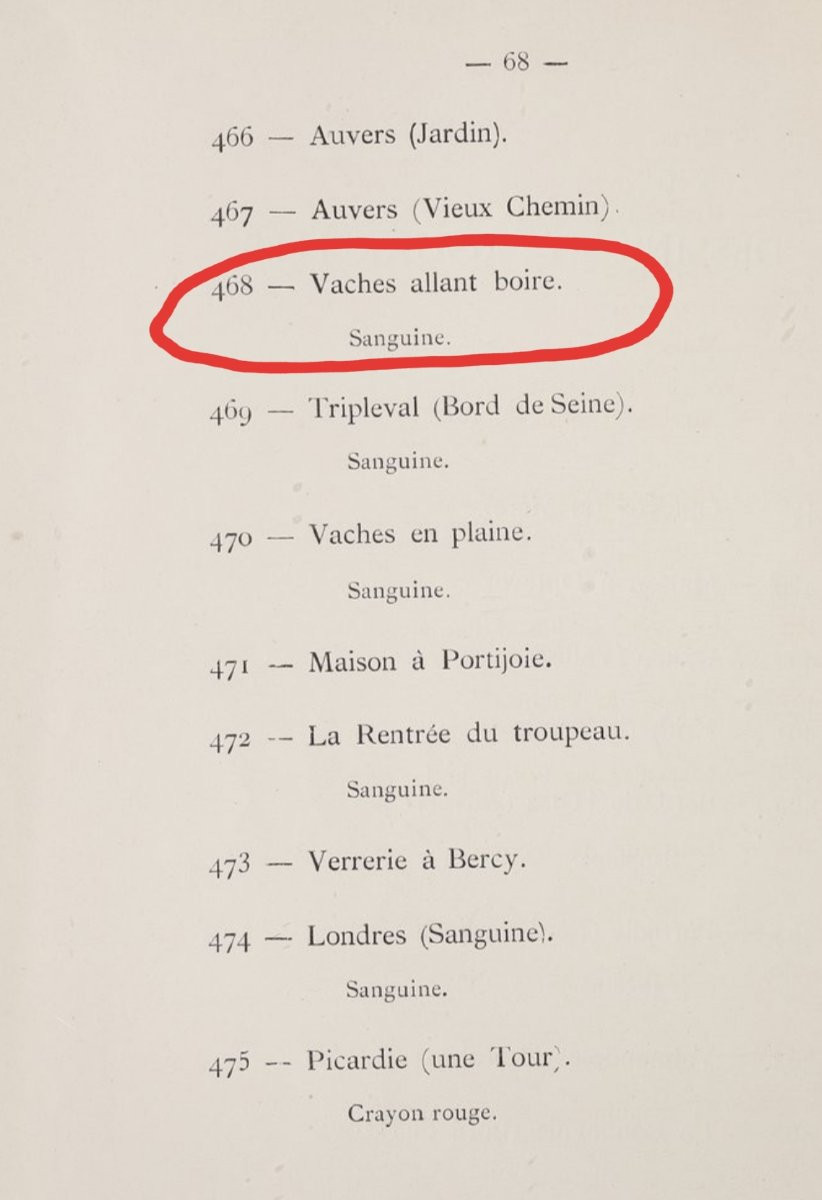 — 68 —
466 — Auvers (Jardin).
467 — Auvers (Vieux Chemin).
468 — Vaches allant boire.
Sanguine.
469 — Tripleval (Bord de Seine).
Sanguine.
470 — Vaches en plaine.
Sanguine.
471 — Maison à Portijoie.
472 -- La Rentrée du troupeau.
Sanguine.
473 — Verrerie à Bercy.
474 — Londres (Sanguine).
Sanguine.
475 -- Picardie (une Tour).
Crayon rouge.